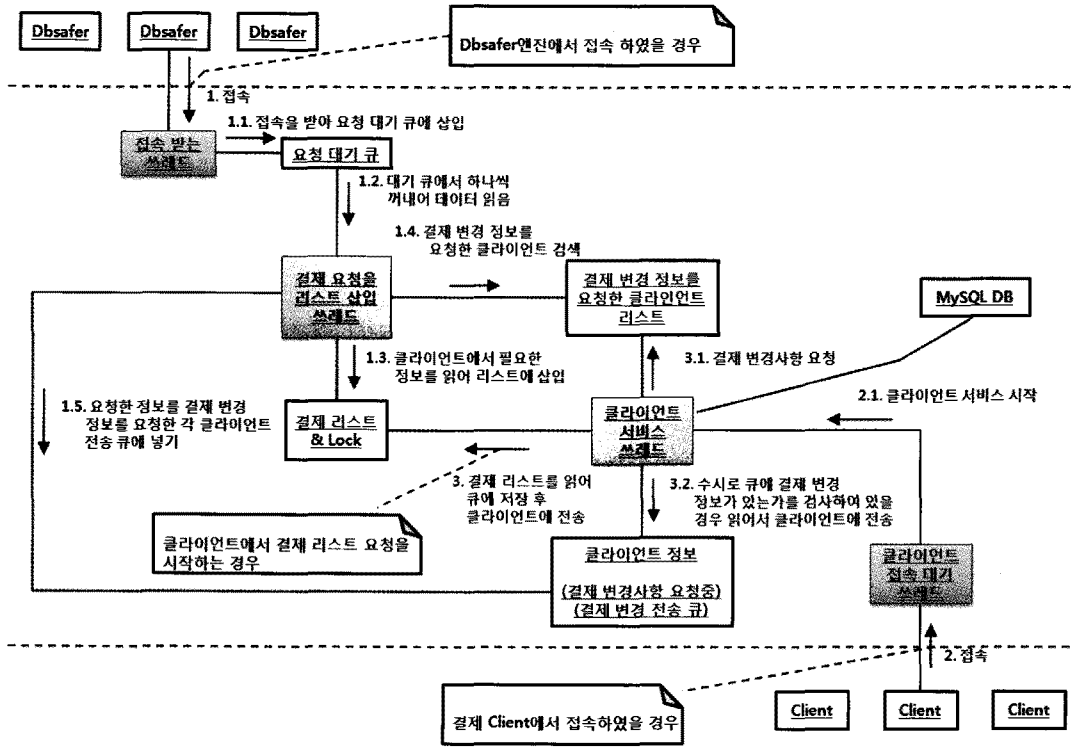 Dbsafer
Dbsafer
Dbsafer
Dbsafer엔진에서 접속 하였을 경우
1. 접속
1.1. 접속을 받아 요청 대기 큐에 삽입
접속 받는
쓰레드
요청 대기 큐
1.2. 대기 큐에서 하나씩
꺼내어 데이터 읽음
1.4. 결제 변경 정보를
요청한 클라이언트 검색
결제 요청을
리스트 삽입
쓰레드
결제 변경 정보를
요청한 클라인언트
리스트
MySQL DB
1.3. 클라이언트에서 필요한
정보를 읽어 리스트에 삽입
3.1. 결제 변경사항 요청
2.1. 클라이언트 서비스 시작
1.5. 요청한 정보를 결제 변경
정보를 요청한 각 클라이언트
전송 큐에 넣기
결제 리스트
& Lock
클라이언트
서비스
쓰레드
3. 결제 리스트를 읽어
큐에 저장 후
클라이언트에 전송
3.2. 수시로 큐에 결제 변경
정보가 있는가를 검사하여 있을
경우 읽어서 클라이언트에 전송
클라이언트에서 결제 리스트 요청을
시작하는 경우
클라이언트 정보
(결제 변경사항 요청중)
(결제 변경 전송 큐)
클라이언트
접속 대기
쓰레드
2. 접속
결제 Client에서 접속하였을 경우
Client
Client
Client